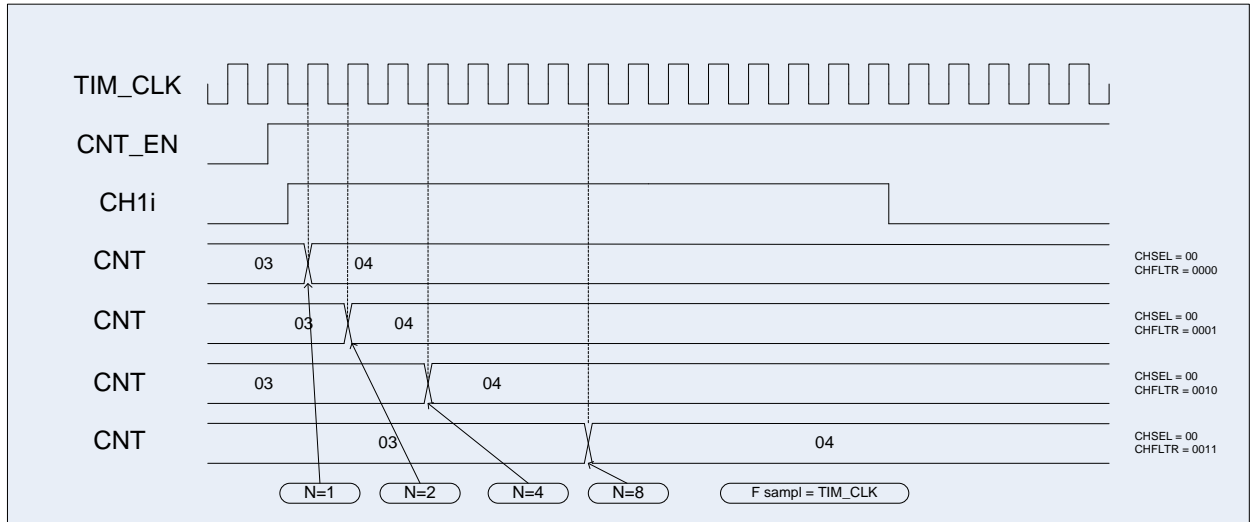 TIM_CLK
CNT_EN
CH1i
CNT
03
04
CHSEL = 00
CHFLTR = 0000
CNT
03
04
CHSEL = 00
CHFLTR = 0001
CNT
03
04
CHSEL = 00
CHFLTR = 0010
CNT
03
04
CHSEL = 00
CHFLTR = 0011
N=1
N=2
N=4
N=8
F sampl = TIM_CLK